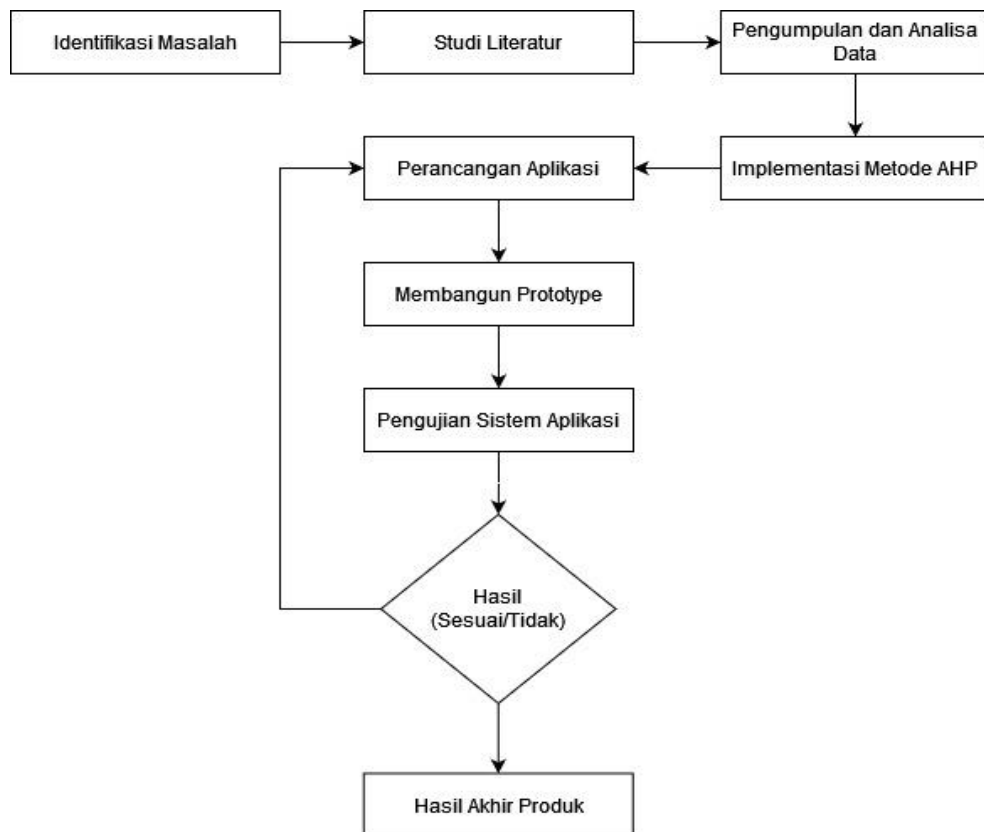 Identifikasi Masalah
Studi Literatur
Pengumpulan dan Analisa
Data
Implementasi Metode AHP
Perancangan Aplikasi
Membangun Prototype
Pengujian Sistem Aplikasi
Hasil
(Sesuai/Tidak)
Hasil Akhir Produk